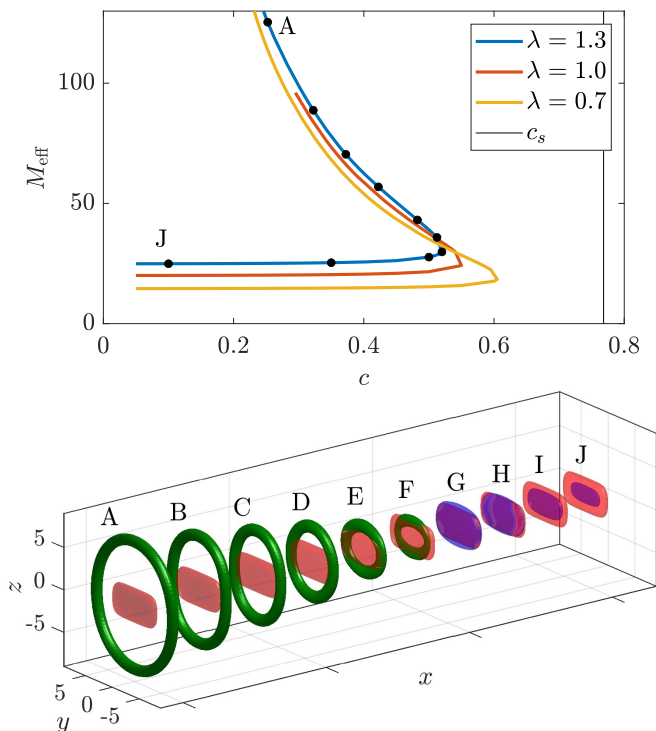 A
λ = 1.3
λ = 1.0
λ = 0.7
c_s
100
M_eff
50
J
0
0 0.2 0.4 0.6 0.8
c
A B C D E F G H I J
5
z 0
-5
x
5 0 -5
y